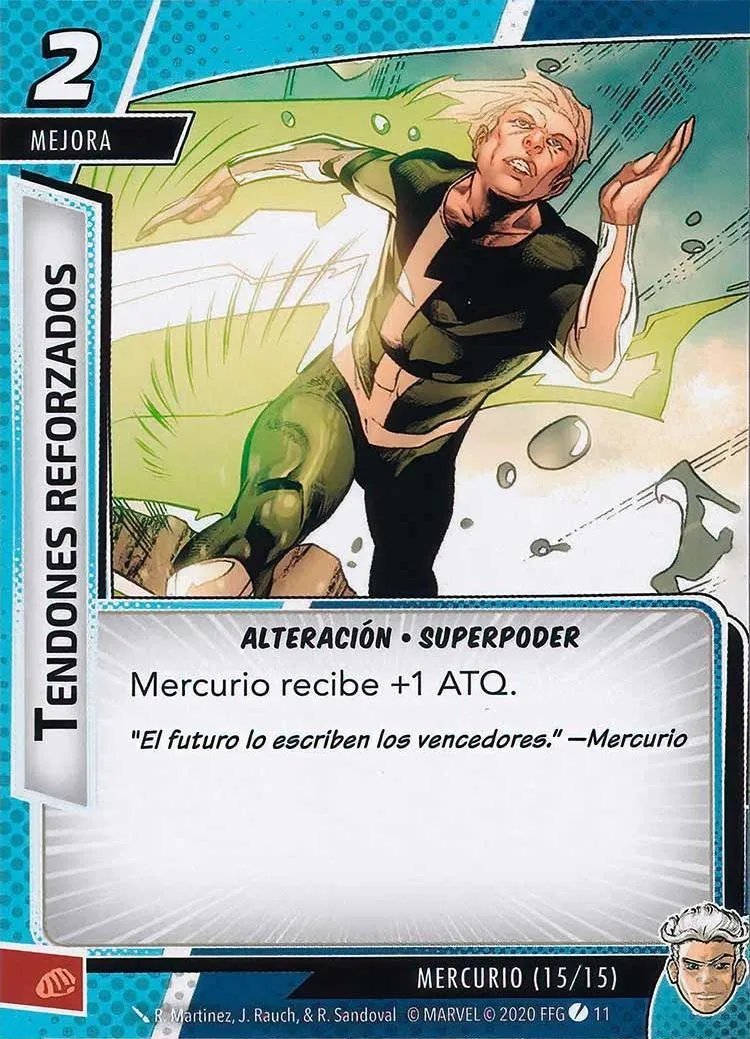 2
MEJORA
TENDONES REFORZADOS
ALTERACIÓN • SUPERPODER
Mercurio recibe +1 ATQ.
"El futuro lo escriben los vencedores." —Mercurio
MERCURIO (15/15)
R. Martinez, J. Rauch, & R. Sandoval © MARVEL © 2020 FFG 11